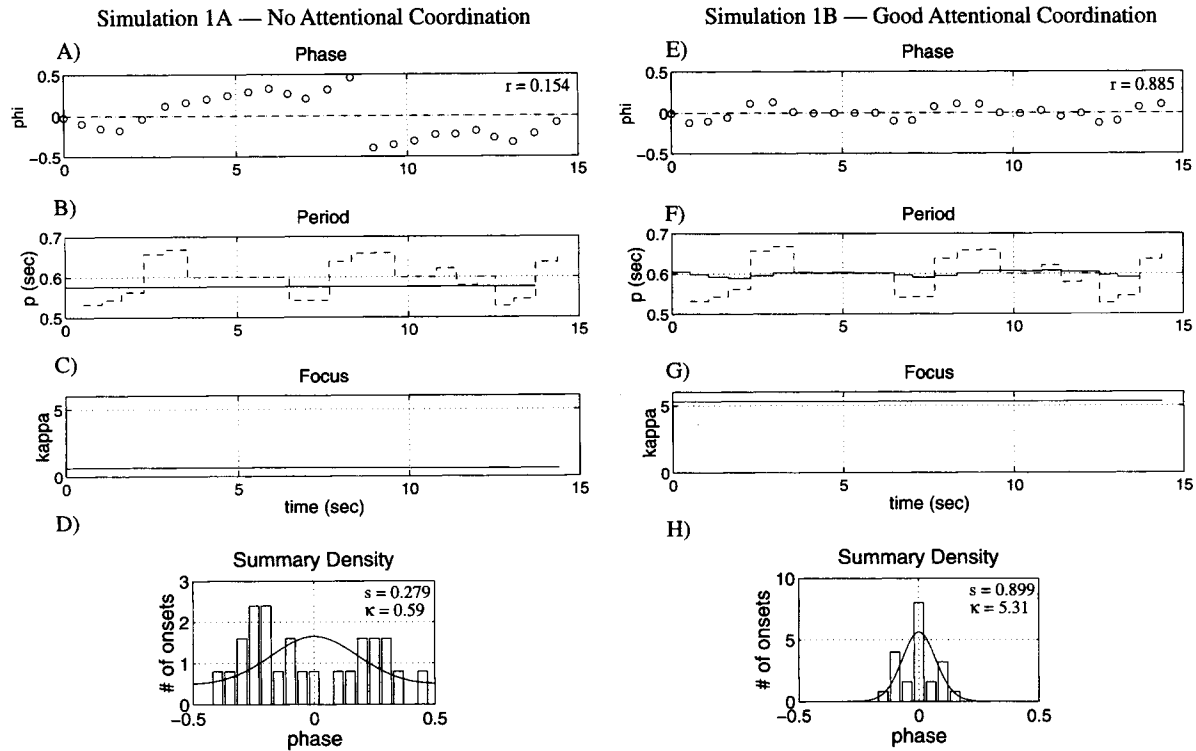 Simulation 1A — No Attentional Coordination
A)
Phase
phi
0.5
0
−0.5
r = 0.154
0 5 10 15
B)
Period
p (sec)
0.7
0.6
0.5
0 5 10 15
C)
Focus
kappa
5
0
0 5 10 15
time (sec)
D)
Summary Density
# of onsets
3
2
1
0
s = 0.279
κ = 0.59
−0.5 0 0.5
phase
Simulation 1B — Good Attentional Coordination
E)
Phase
phi
0.5
0
−0.5
r = 0.885
0 5 10 15
F)
Period
p (sec)
0.7
0.6
0.5
0 5 10 15
G)
Focus
kappa
5
0
0 5 10 15
time (sec)
H)
Summary Density
# of onsets
10
5
0
s = 0.899
κ = 5.31
−0.5 0 0.5
phase